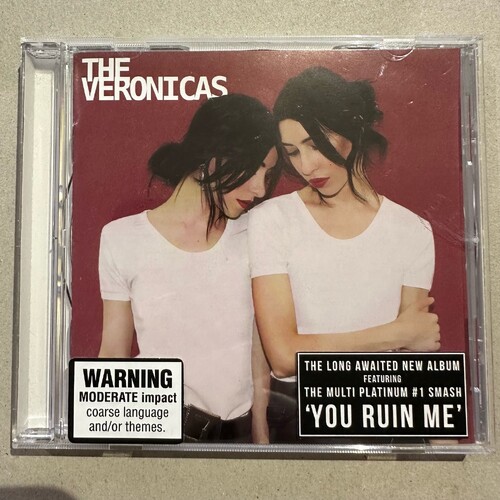 THE
VERONICAS
WARNING
MODERATE impact
coarse language
and/or themes.
THE LONG AWAITED NEW ALBUM
FEATURING
THE MULTI PLATINUM #1 SMASH
'YOU RUIN ME'